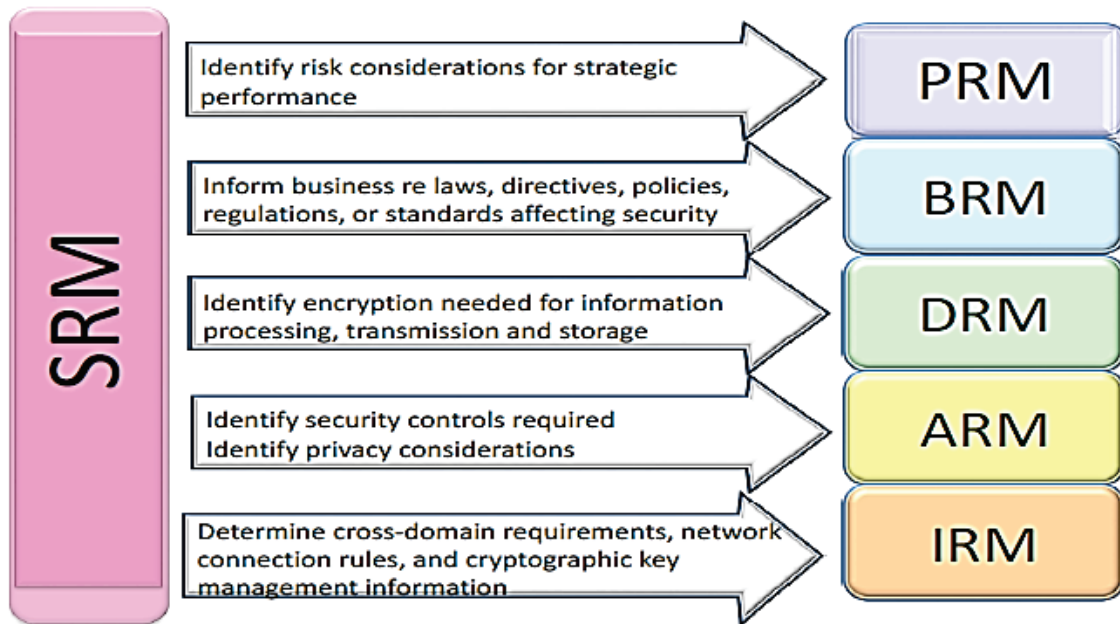 SRM
Identify risk considerations for strategic
performance
PRM
Inform business re laws, directives, policies,
regulations, or standards affecting security
BRM
Identify encryption needed for information
processing, transmission and storage
DRM
Identify security controls required
Identify privacy considerations
ARM
Determine cross-domain requirements, network
connection rules, and cryptographic key
management information
IRM